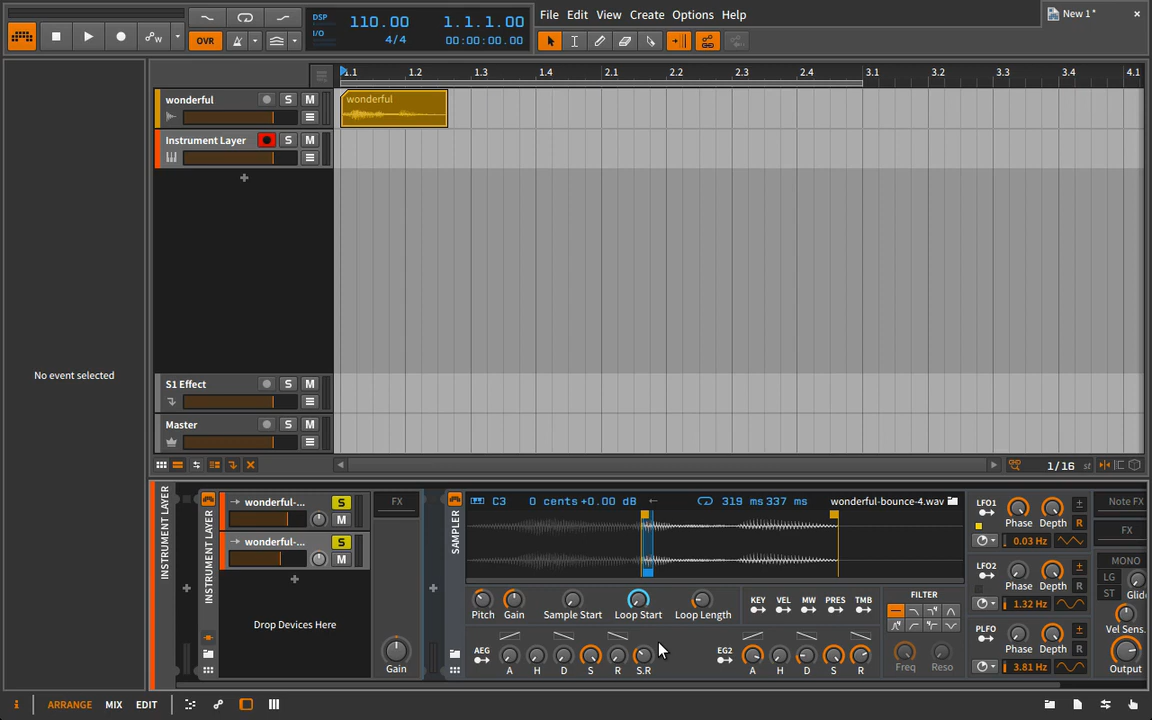 File Edit View Create Options Help
New 1*
DSP
I/O
110.00
1.1.1.00
4/4
00:00:00.00
OVR
1.1 1.2 1.3 1.4 2.1 2.2 2.3 2.4 3.1 3.2 3.3 3.4 4.1
wonderful S M
wonderful
Instrument Layer S M
No event selected
S1 Effect S M
Master S M
1/16 st
INSTRUMENT LAYER
INSTRUMENT LAYER
wonderful-... S
M
wonderful-... S
M
Drop Devices Here
FX
Gain
SAMPLER
C3 0 cents +0.00 dB 319 ms 337 ms wonderful-bounce-4.wav
Pitch Gain Sample Start Loop Start Loop Length
KEY VEL MW PRES TMB
FILTER
Freq Reso
AEG A H D S R S.R
EG2 A H D S R
LFO1 Phase Depth R
0.03 Hz
LFO2 Phase Depth R
1.32 Hz
PLFO Phase Depth R
3.81 Hz
Note FX
FX
MONO
LG
ST
Glide
Vel Sens.
Output
i ARRANGE MIX EDIT